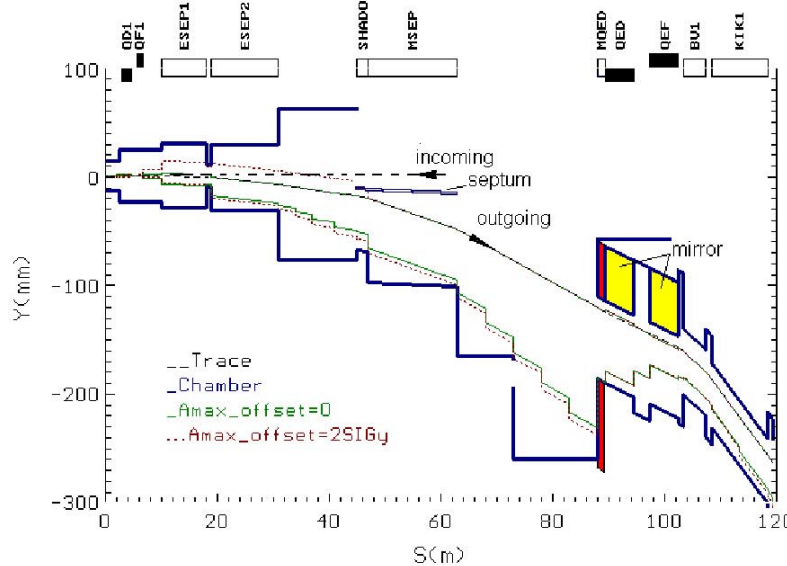 QD1
QF1
ESEP1
ESEP2
SHADO
MSEP
MQED
QED
QEF
BV1
KIK1
100
0
-100
-200
-300
Y(mm)
incoming
septum
outgoing
mirror
__Trace
_Chamber
_Amax_offset=0
...Amax_offset=2SIGy
0 20 40 60 80 100 120
S(m)